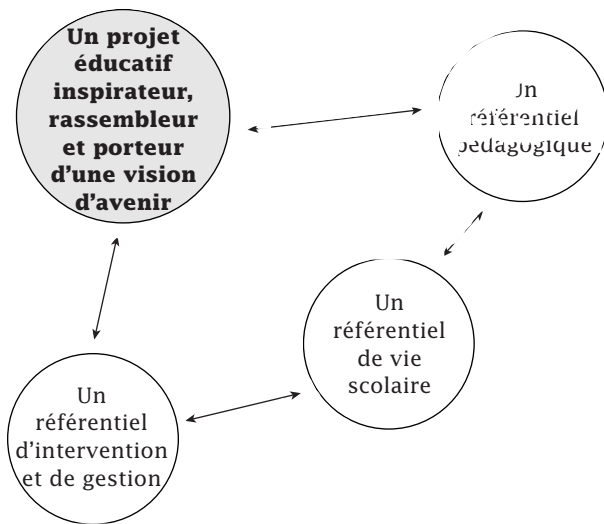 Un projet
éducatif
inspirateur,
rassembleur
et porteur
d'une vision
d'avenir
Un
référentiel
pédagogique
Un
référentiel
de vie
scolaire
Un
référentiel
d'intervention
et de gestion